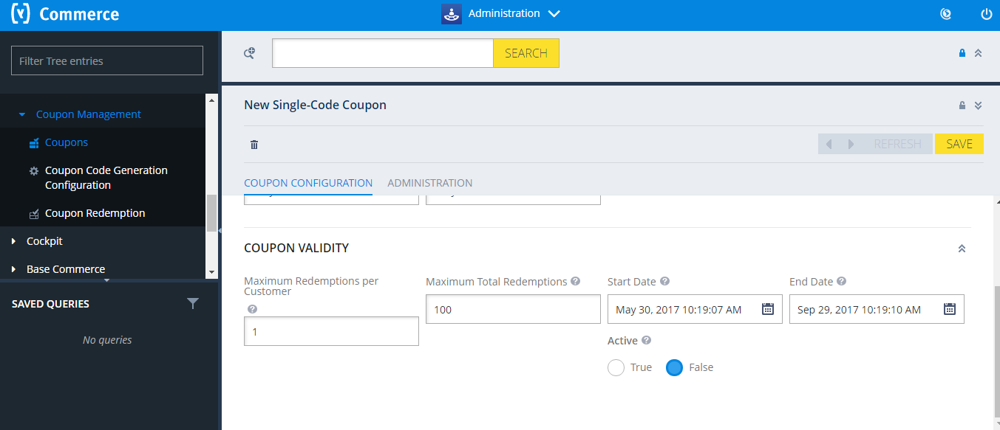 Commerce
Administration
Filter Tree entries
SEARCH
Coupon Management
Coupons
Coupon Code Generation
Configuration
Coupon Redemption
Cockpit
Base Commerce
SAVED QUERIES
No queries
New Single-Code Coupon
REFRESH SAVE
COUPON CONFIGURATION ADMINISTRATION
COUPON VALIDITY
Maximum Redemptions per
Customer
1
Maximum Total Redemptions
100
Start Date
May 30, 2017 10:19:07 AM
End Date
Sep 29, 2017 10:19:10 AM
Active
True False